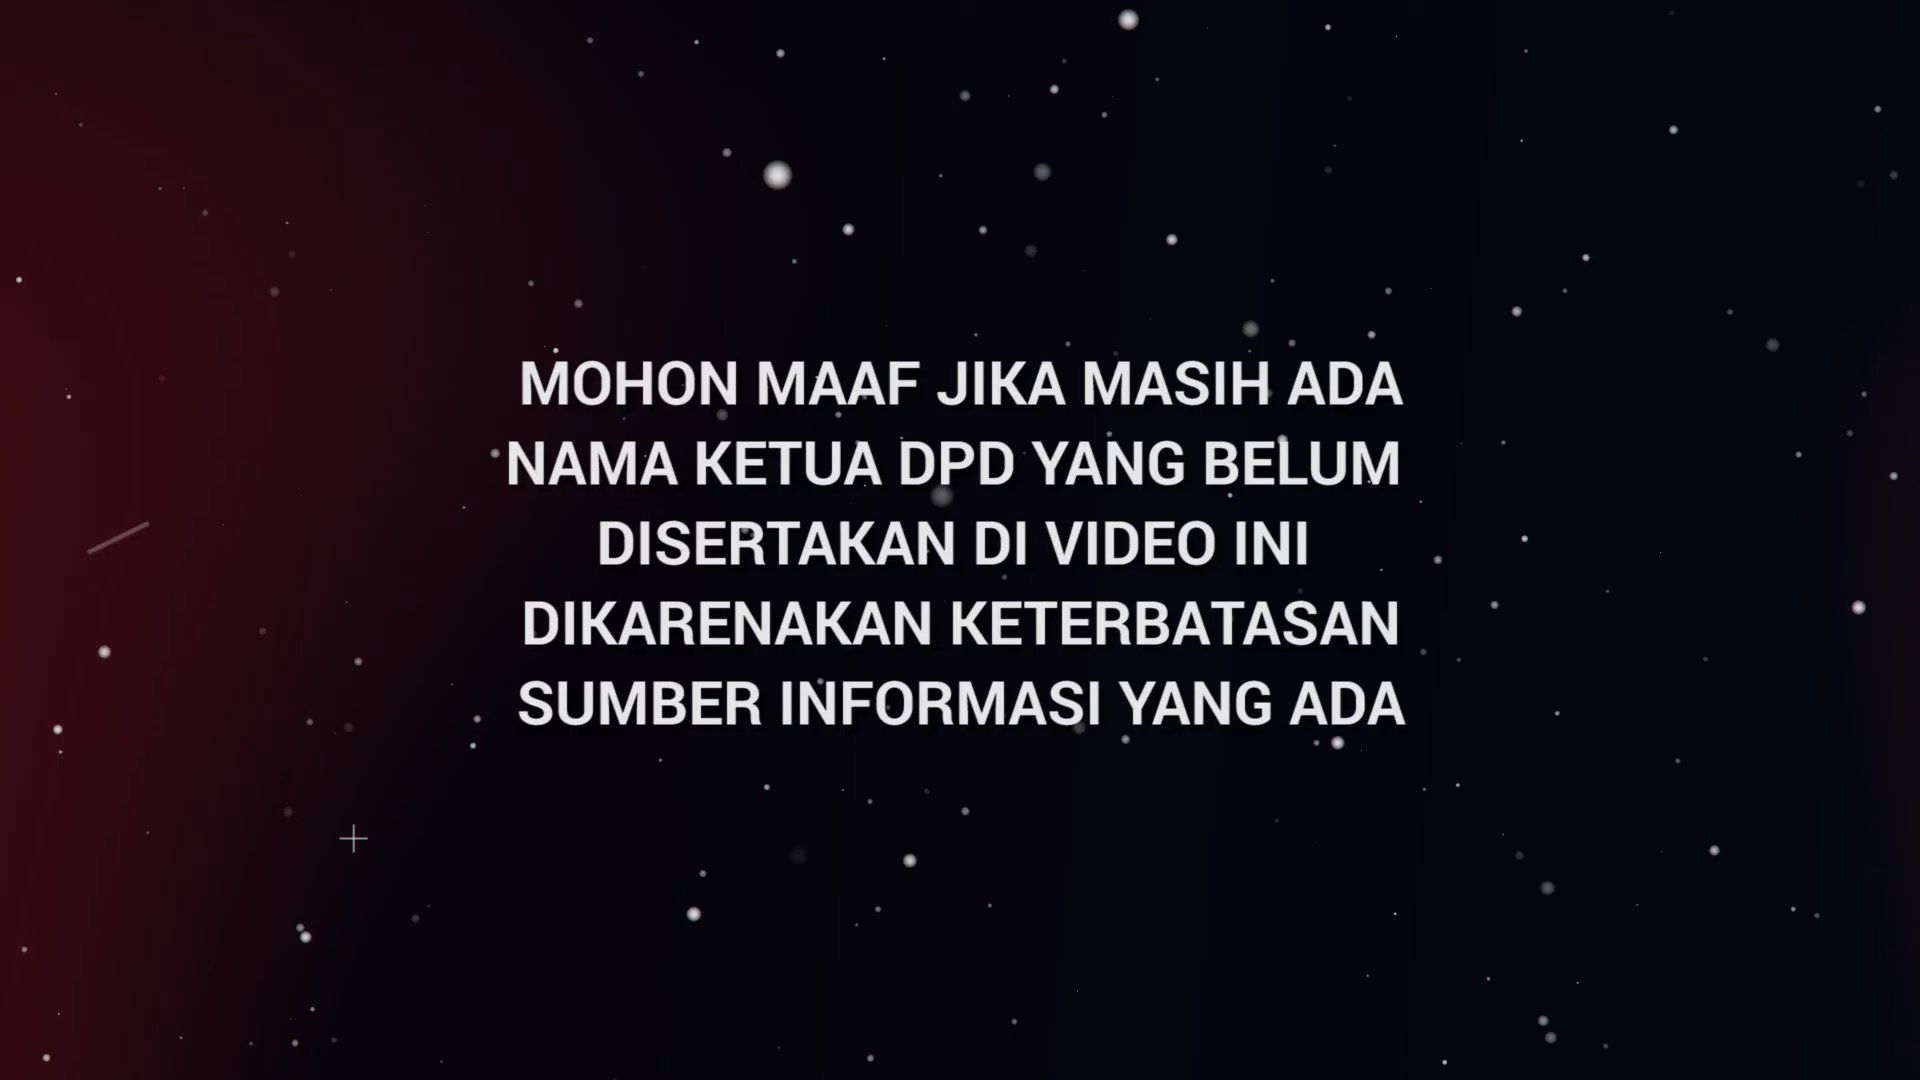 MOHON MAAF JIKA MASIH ADA
NAMA KETUA DPD YANG BELUM
DISERTAKAN DI VIDEO INI
DIKARENAKAN KETERBATASAN
SUMBER INFORMASI YANG ADA